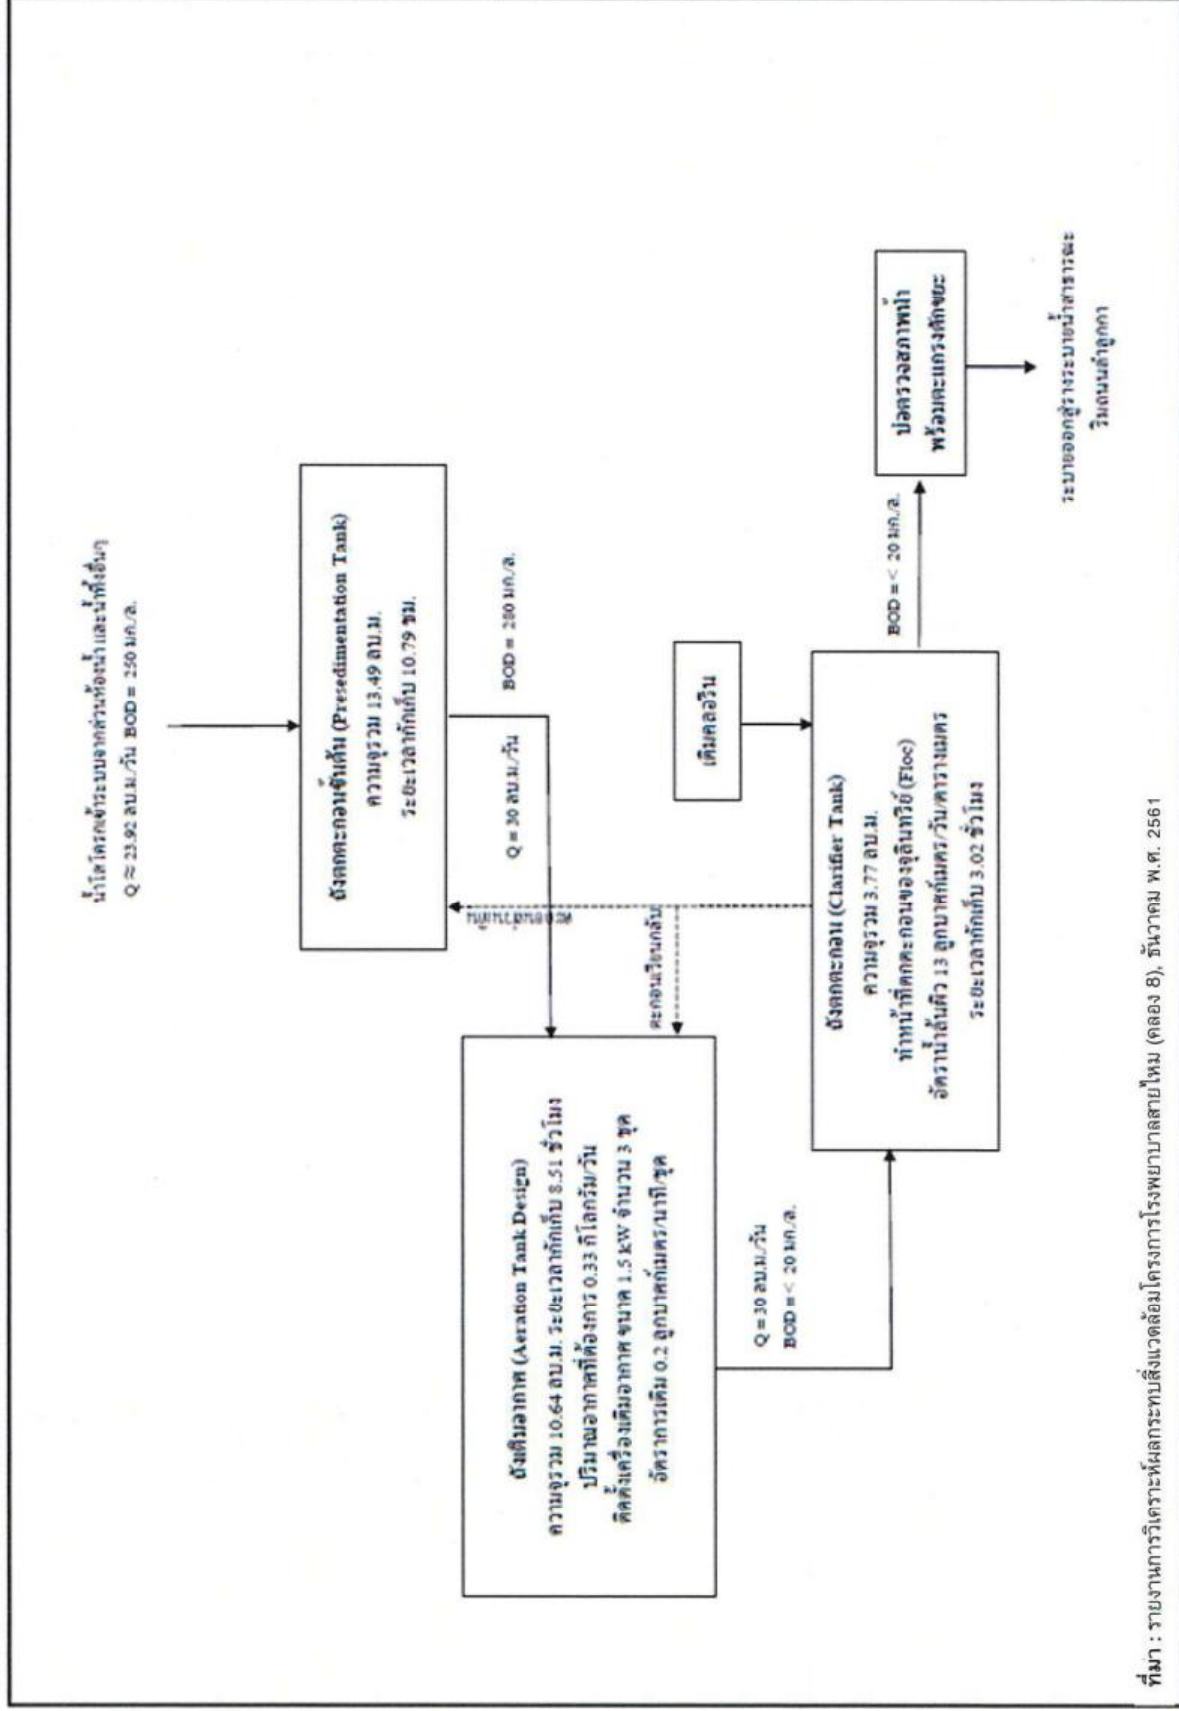 น้ำโสโครกเข้าระบบจากส่วนห้องน้ำ และน้ำทิ้งอื่นๆ
Q ≈ 23.92 ลบ.ม./วัน BOD = 250 มก./ล.
ถังตกตะกอนขั้นต้น (Presedimentation Tank)
ความจุรวม 13.49 ลบ.ม.
ระยะเวลากักเก็บ 10.79 ชม.
Q = 30 ลบ.ม./วัน
BOD = 280 มก./ล.
ตะกอนเวียนกลับ
ถังเติมอากาศ (Aeration Tank Design)
ความจุรวม 10.64 ลบ.ม. ระยะเวลากักเก็บ 8.51 ชั่วโมง
ปริมาณอากาศที่ต้องการ 0.33 กิโลกรัม/วัน
ติดตั้งเครื่องเติมอากาศ ขนาด 1.5 kW จำนวน 3 ชุด
อัตราการเติม 0.2 ลูกบาศก์เมตร/นาที/ชุด
Q = 30 ลบ.ม./วัน
BOD = < 20 มก./ล.
เติมคลอรีน
ถังตกตะกอน (Clarifier Tank)
ความจุรวม 3.77 ลบ.ม.
ทำหน้าที่ตกตะกอนของจุลินทรีย์ (Floc)
อัตราน้ำล้นผิว 13 ลูกบาศก์เมตร/วัน/ตารางเมตร
ระยะเวลากักเก็บ 3.02 ชั่วโมง
BOD = < 20 มก./ล.
บ่อตรวจสภาพน้ำ
พร้อมตะแกรงดักขยะ
ระบายออกสู่รางระบายน้ำสาธารณะ
ริมถนนลำลูกกา
ที่มา : รายงานการวิเคราะห์ผลกระทบสิ่งแวดล้อมโครงการโรงพยาบาลสายไหม (คลอง 8), ธันวาคม พ.ศ. 2561